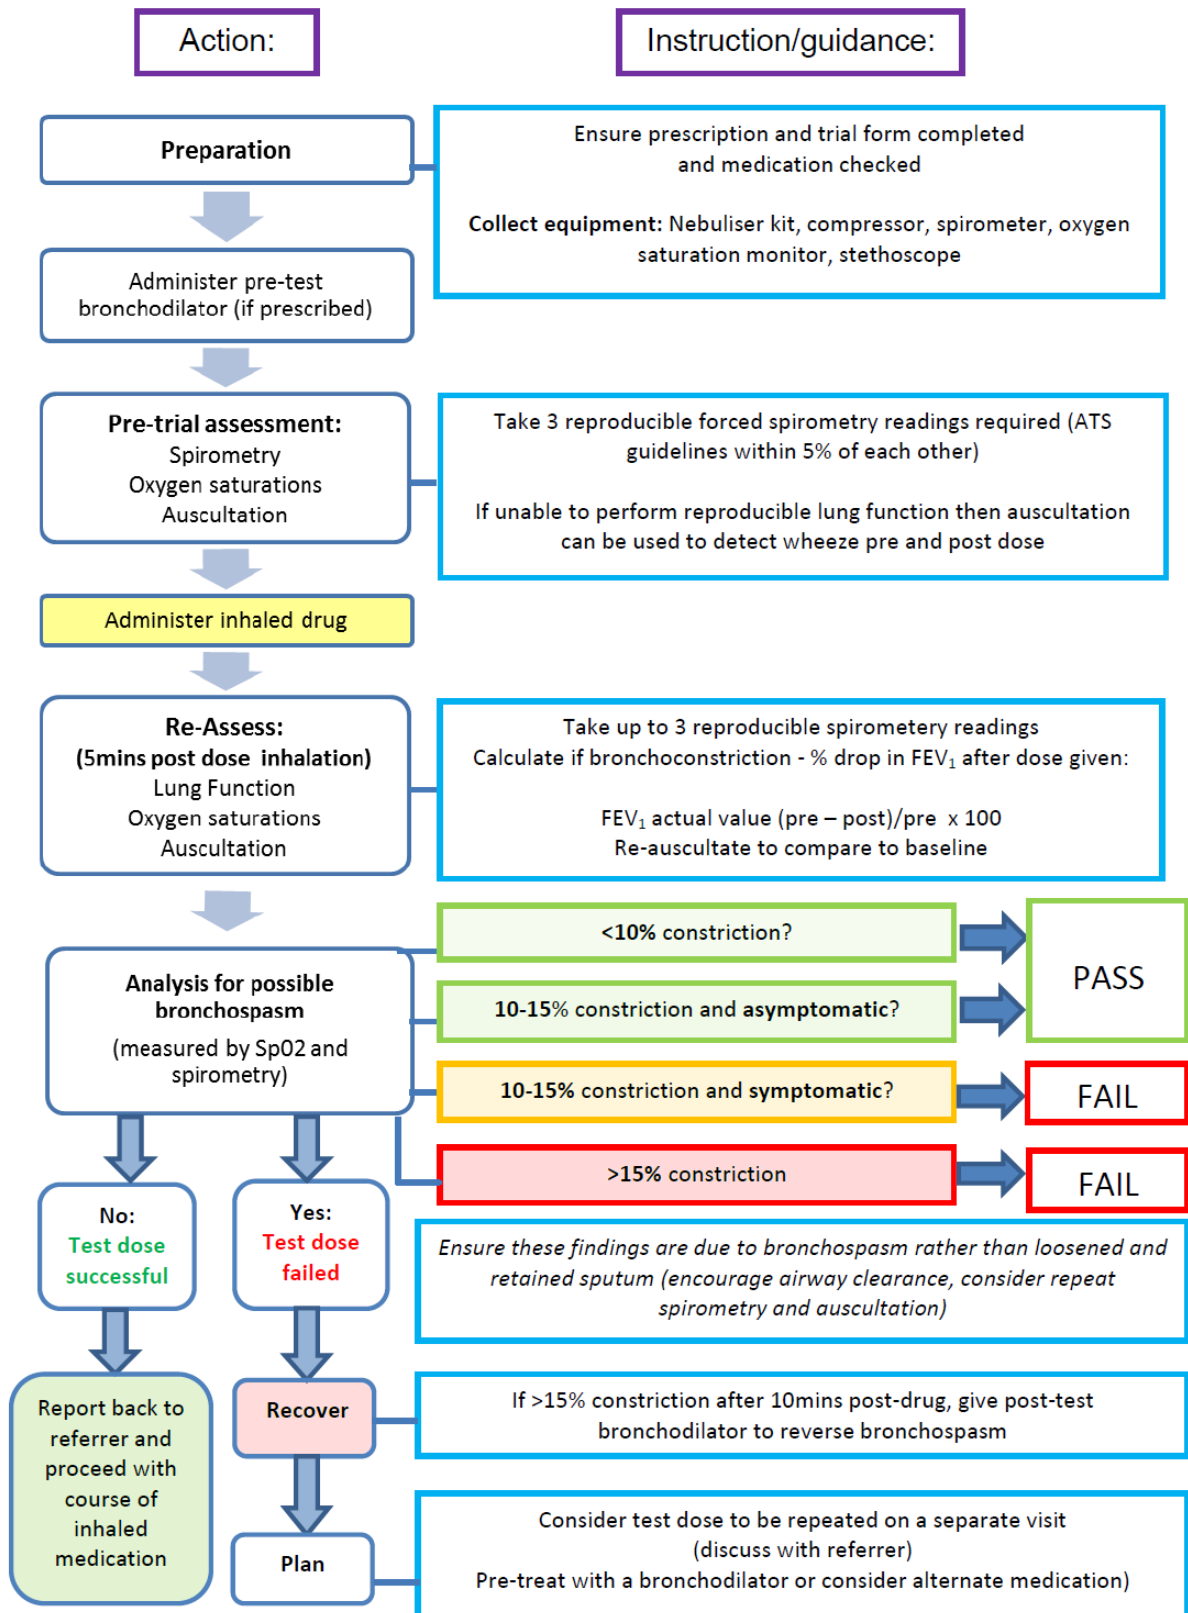 Action:
Instruction/guidance:
Preparation
Ensure prescription and trial form completed
and medication checked
Collect equipment: Nebuliser kit, compressor, spirometer, oxygen
saturation monitor, stethoscope
Administer pre-test
bronchodilator (if prescribed)
Pre-trial assessment:
Spirometry
Oxygen saturations
Auscultation
Take 3 reproducible forced spirometry readings required (ATS
guidelines within 5% of each other)
If unable to perform reproducible lung function then auscultation
can be used to detect wheeze pre and post dose
Administer inhaled drug
Re-Assess:
(5mins post dose inhalation)
Lung Function
Oxygen saturations
Auscultation
Take up to 3 reproducible spirometery readings
Calculate if bronchoconstriction - % drop in FEV₁ after dose given:
FEV₁ actual value (pre – post)/pre x 100
Re-auscultate to compare to baseline
Analysis for possible
bronchospasm
(measured by Sp02 and
spirometry)
<10% constriction?
10-15% constriction and asymptomatic?
PASS
10-15% constriction and symptomatic?
FAIL
>15% constriction
FAIL
No:
Test dose
successful
Yes:
Test dose
failed
Ensure these findings are due to bronchospasm rather than loosened and
retained sputum (encourage airway clearance, consider repeat
spirometry and auscultation)
Report back to
referrer and
proceed with
course of
inhaled
medication
Recover
If >15% constriction after 10mins post-drug, give post-test
bronchodilator to reverse bronchospasm
Plan
Consider test dose to be repeated on a separate visit
(discuss with referrer)
Pre-treat with a bronchodilator or consider alternate medication)